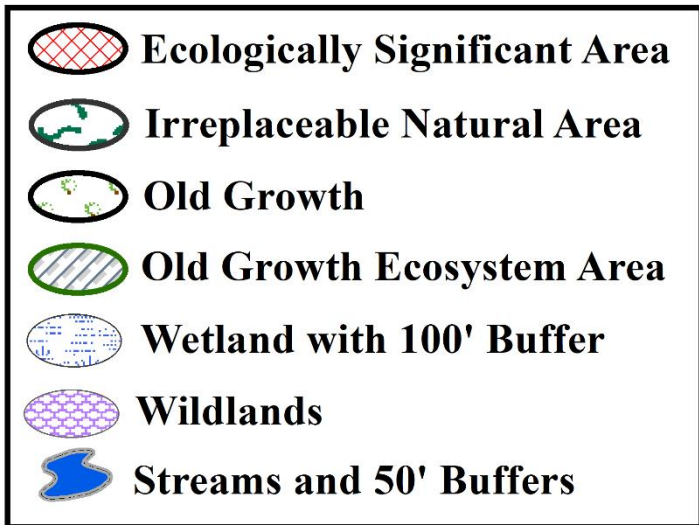 Ecologically Significant Area
Irreplaceable Natural Area
Old Growth
Old Growth Ecosystem Area
Wetland with 100' Buffer
Wildlands
Streams and 50' Buffers